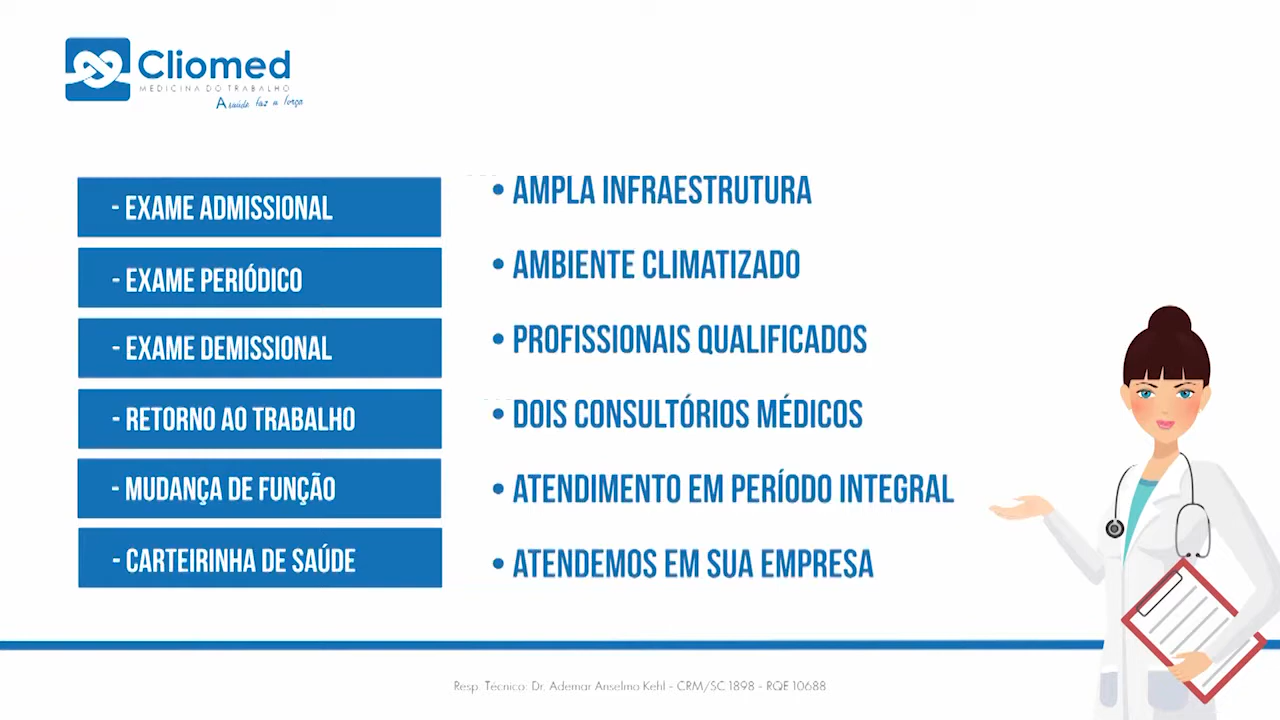 Cliomed
MEDICINA DO TRABALHO
A saúde faz a força
- EXAME ADMISSIONAL
- EXAME PERIÓDICO
- EXAME DEMISSIONAL
- RETORNO AO TRABALHO
- MUDANÇA DE FUNÇÃO
- CARTEIRINHA DE SAÚDE
• AMPLA INFRAESTRUTURA
• AMBIENTE CLIMATIZADO
• PROFISSIONAIS QUALIFICADOS
• DOIS CONSULTÓRIOS MÉDICOS
• ATENDIMENTO EM PERÍODO INTEGRAL
• ATENDEMOS EM SUA EMPRESA
Resp. Técnico: Dr. Ademar Anselmo Kehl - CRM/SC 1898 - RQE 10688